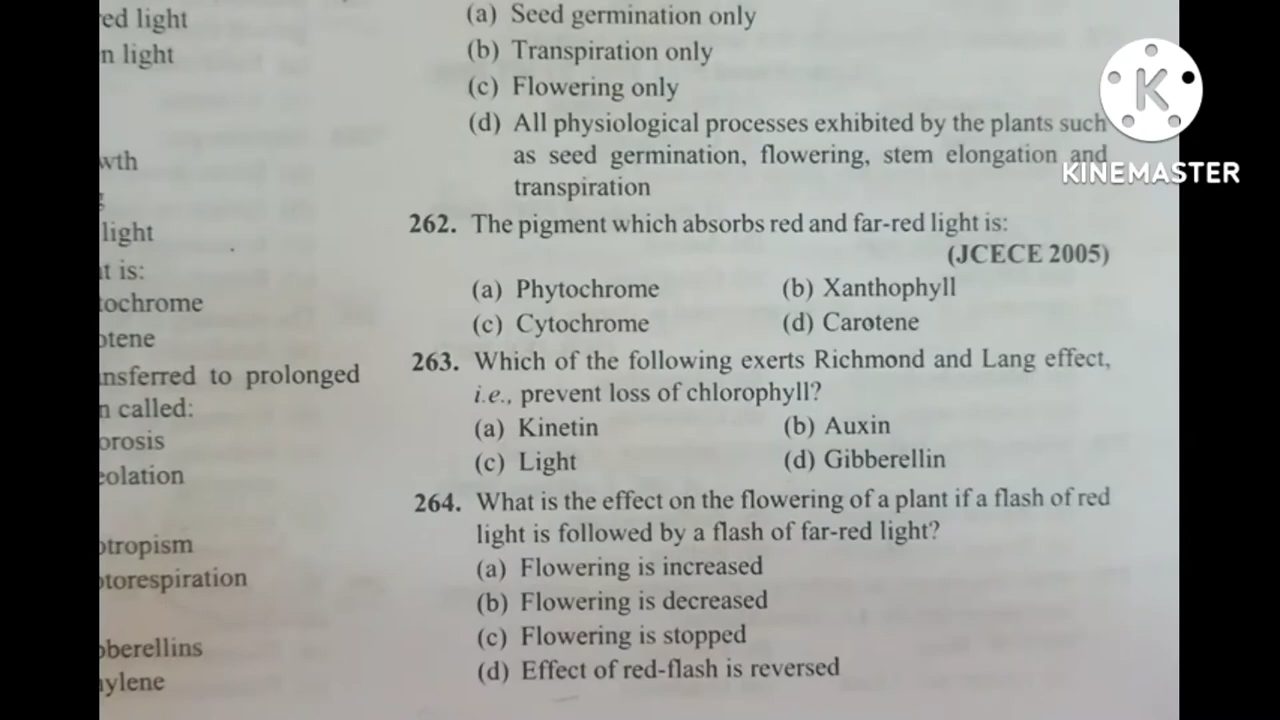 red light
n light
wth
light
t is:
tochrome
otene
nsferred to prolonged
n called:
orosis
eolation
otropism
otorespiration
oberellins
ylene
(a) Seed germination only
(b) Transpiration only
(c) Flowering only
(d) All physiological processes exhibited by the plants such
as seed germination, flowering, stem elongation and
transpiration
262. The pigment which absorbs red and far-red light is:
(JCECE 2005)
(a) Phytochrome (b) Xanthophyll
(c) Cytochrome (d) Carotene
263. Which of the following exerts Richmond and Lang effect,
i.e., prevent loss of chlorophyll?
(a) Kinetin (b) Auxin
(c) Light (d) Gibberellin
264. What is the effect on the flowering of a plant if a flash of red
light is followed by a flash of far-red light?
(a) Flowering is increased
(b) Flowering is decreased
(c) Flowering is stopped
(d) Effect of red-flash is reversed
K
KINEMASTER